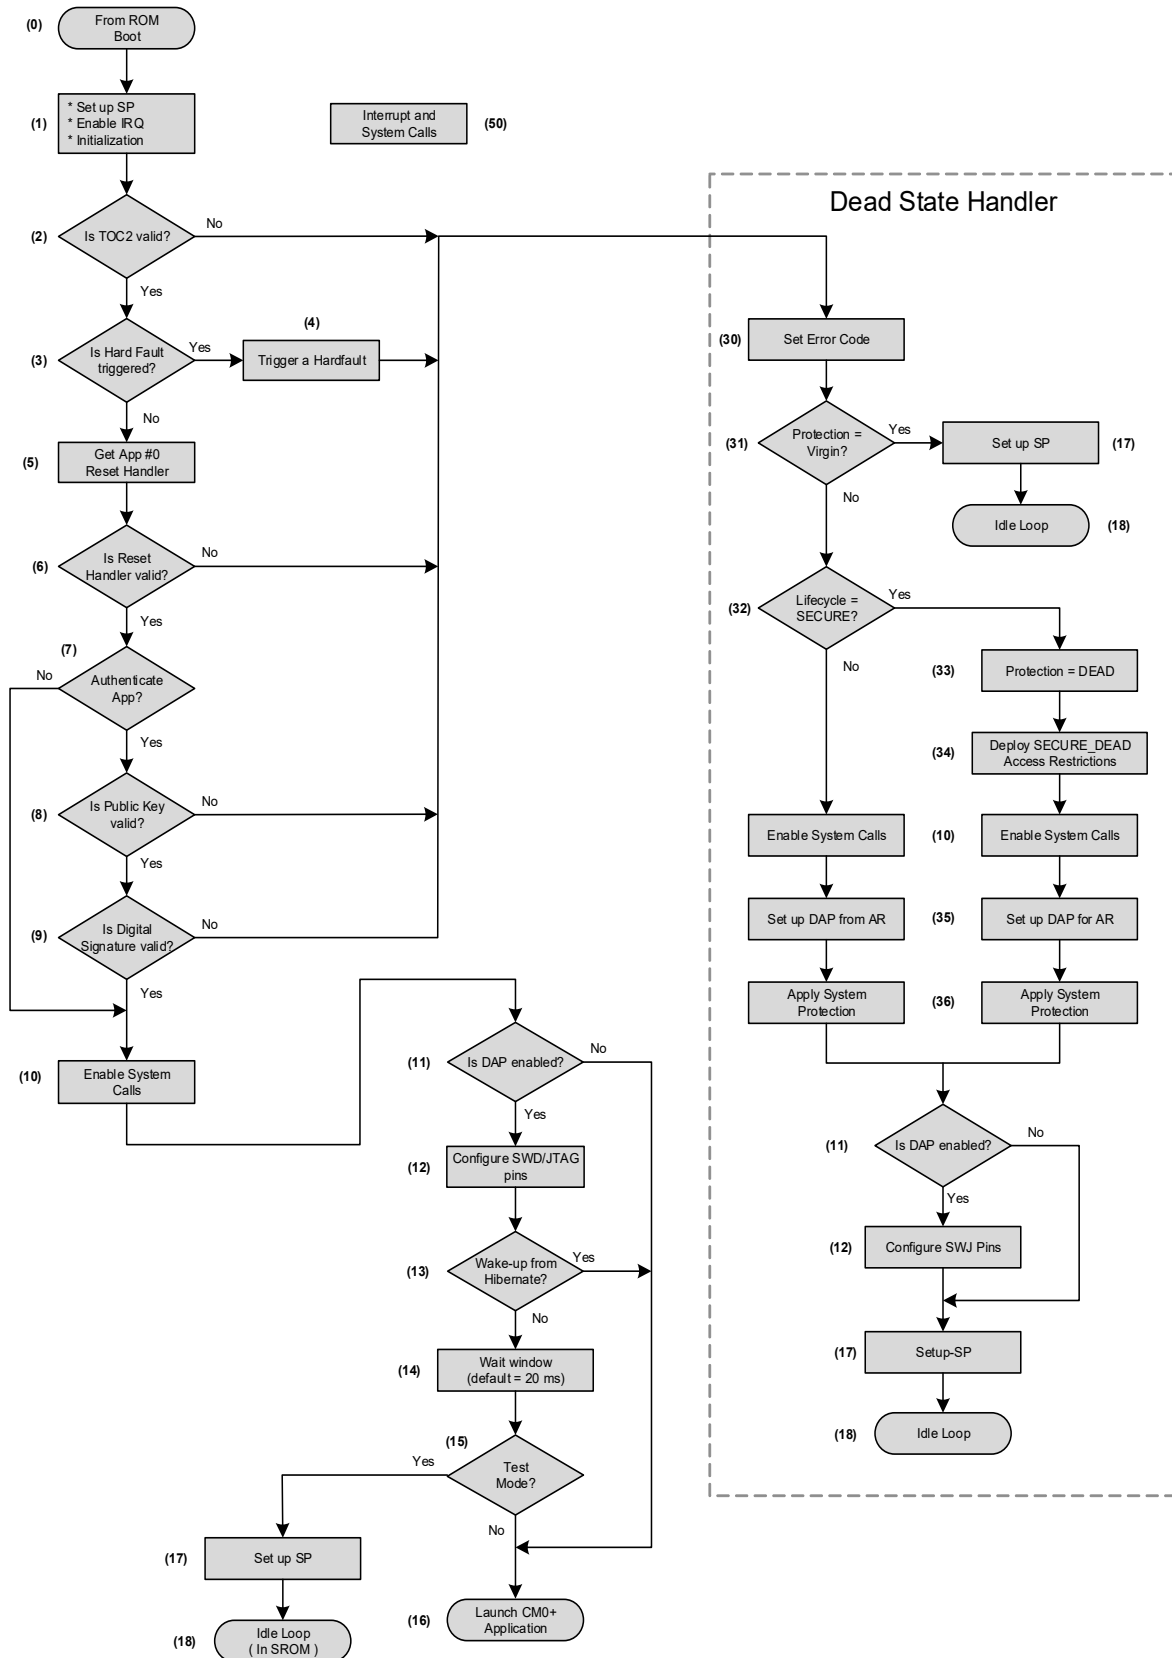 (0)
From ROM
Boot
(1)
* Set up SP
* Enable IRQ
* Initialization
Interrupt and
System Calls
(50)
Dead State Handler
(2)
Is TOC2 valid?
No
Yes
(3)
Is Hard Fault
triggered?
Yes
(4)
Trigger a Hardfault
No
(30)
Set Error Code
(31)
Protection =
Virgin?
Yes
Set up SP
(17)
No
Idle Loop
(18)
(5)
Get App #0
Reset Handler
(6)
Is Reset
Handler valid?
No
Yes
(32)
Lifecycle =
SECURE?
Yes
No
(7)
No
Authenticate
App?
Yes
(33)
Protection = DEAD
(34)
Deploy SECURE_DEAD
Access Restrictions
(8)
Is Public Key
valid?
No
Yes
Enable System Calls
(10)
Enable System Calls
(9)
Is Digital
Signature valid?
No
Yes
Set up DAP from AR
(35)
Set up DAP for AR
Apply System
Protection
(36)
Apply System
Protection
(10)
Enable System
Calls
(11)
Is DAP enabled?
No
Yes
(11)
Is DAP enabled?
No
Yes
(12)
Configure SWD/JTAG
pins
(12)
Configure SWJ Pins
(13)
Wake-up from
Hibernate?
Yes
No
(14)
Wait window
(default = 20 ms)
(17)
Setup-SP
(18)
Idle Loop
(15)
Yes
Test
Mode?
No
(17)
Set up SP
(16)
Launch CM0+
Application
(18)
Idle Loop
( In SROM )